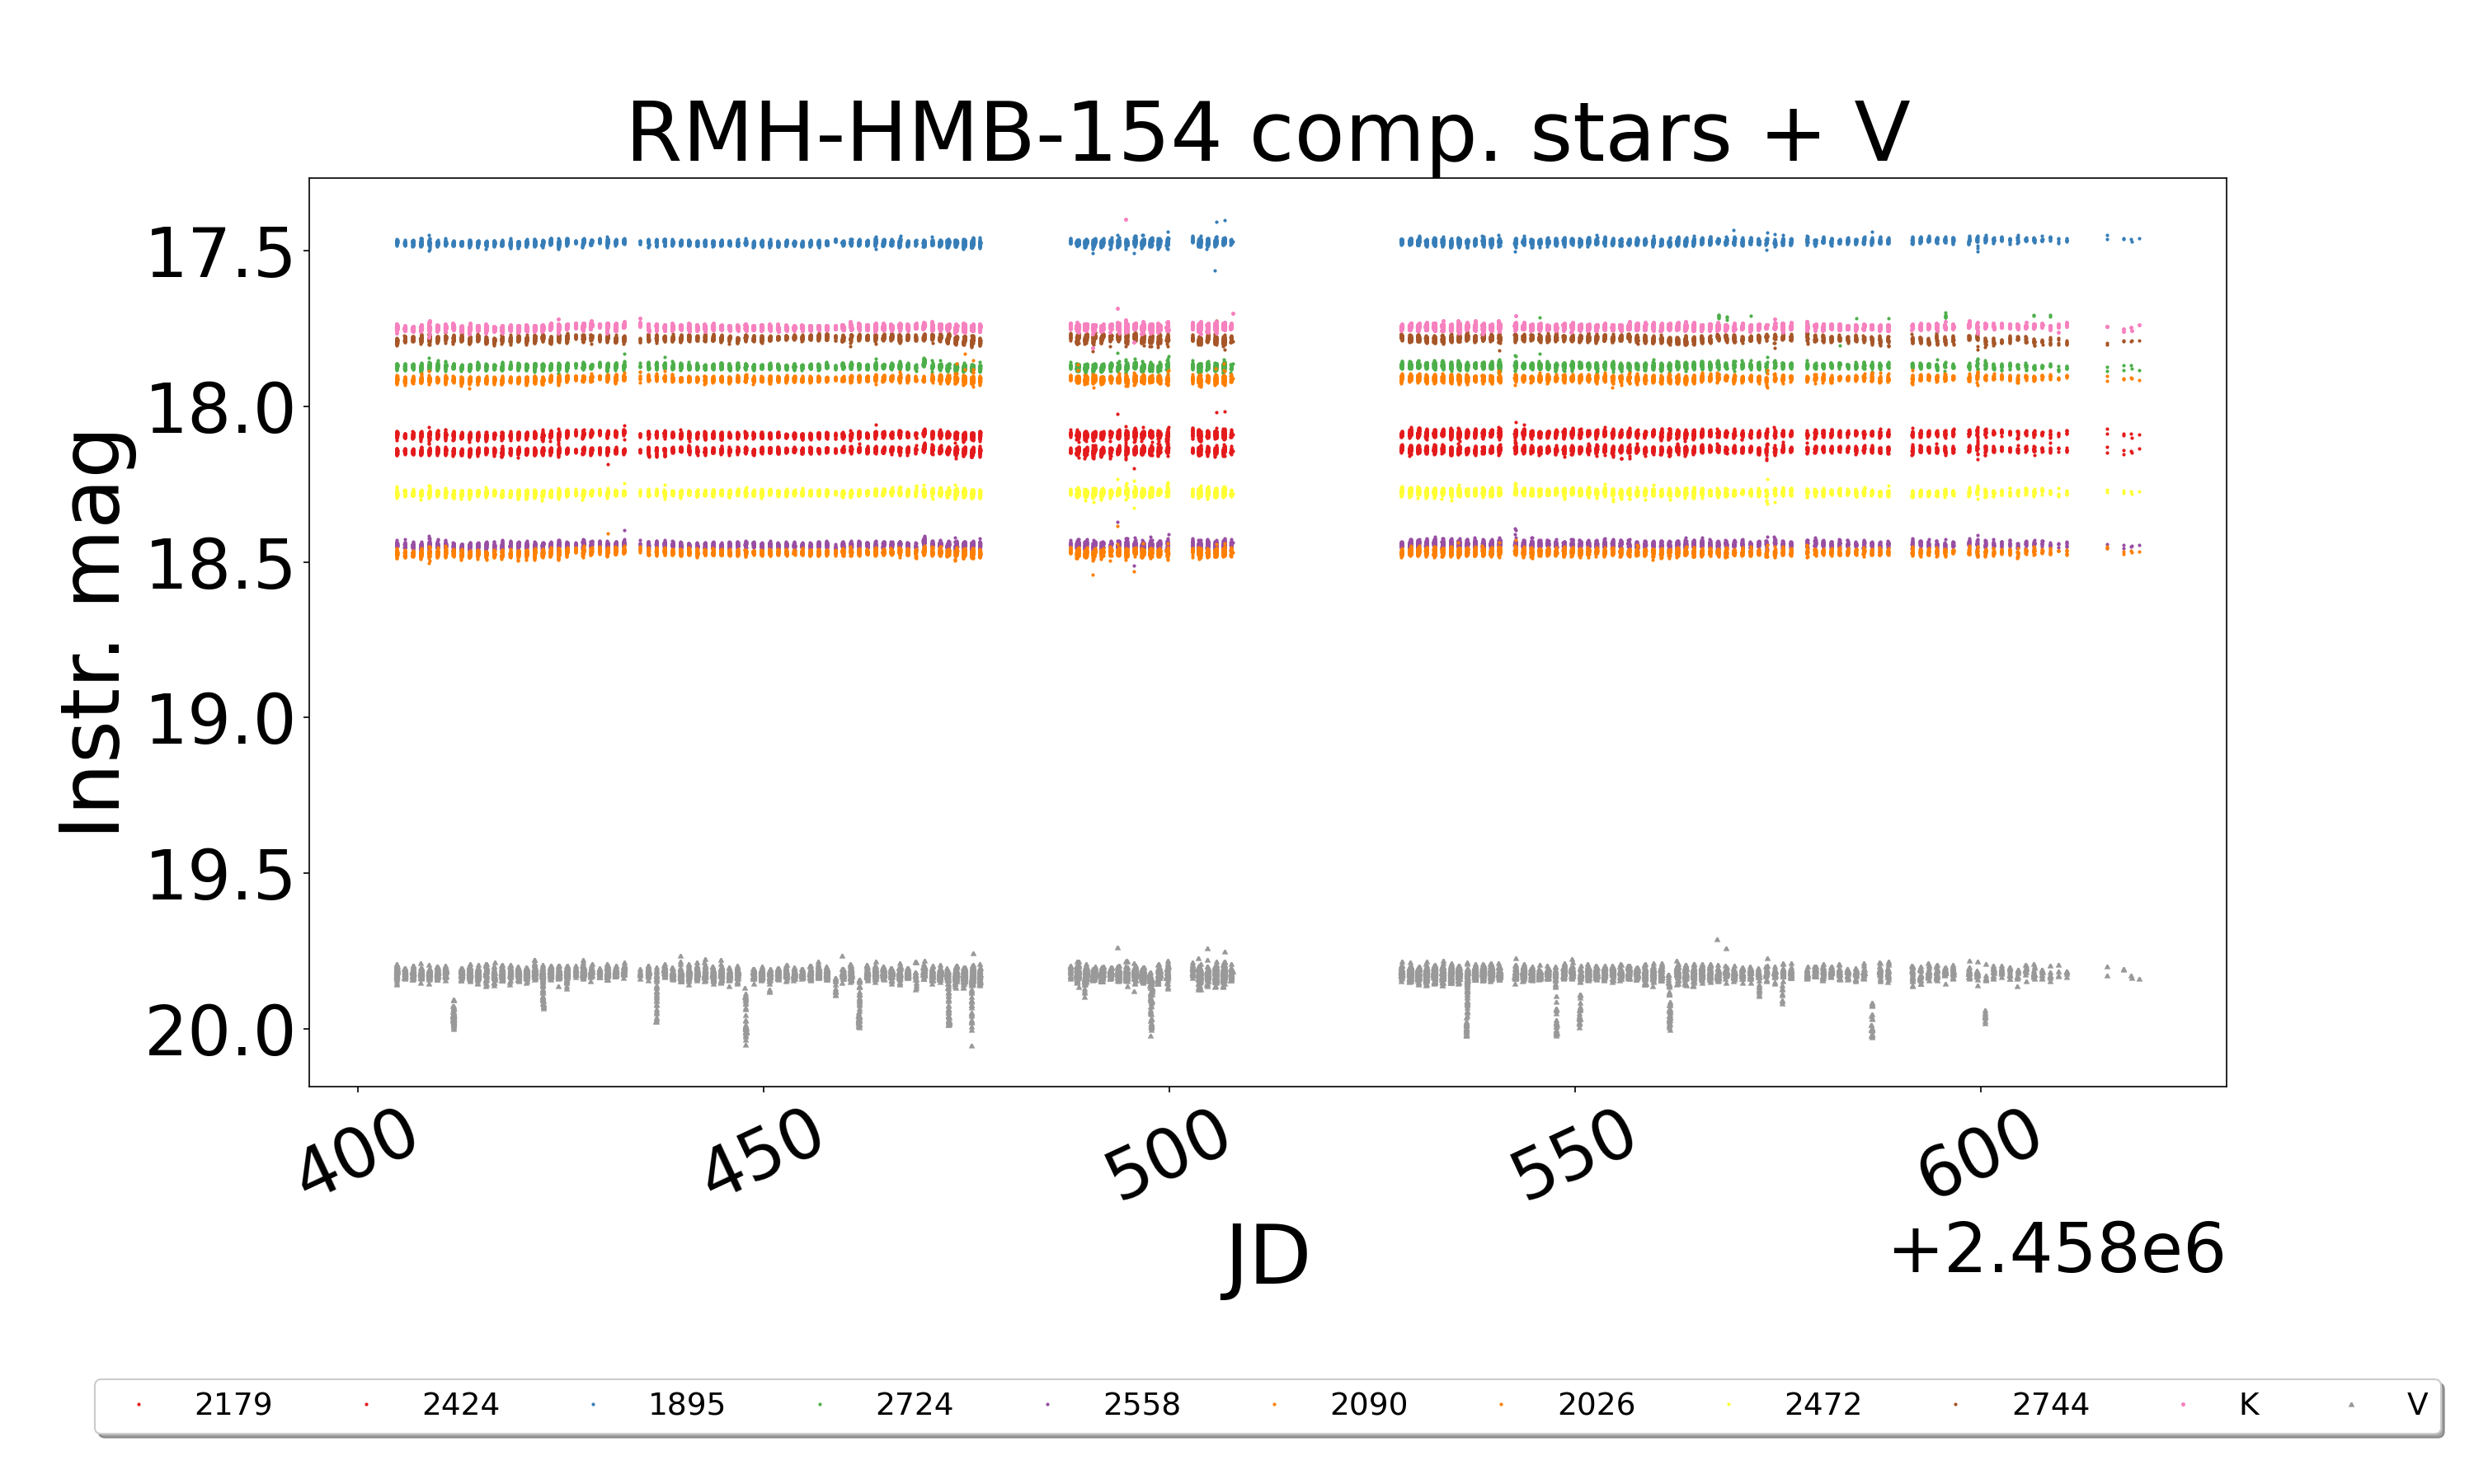 RMH-HMB-154 comp. stars + V
Instr. mag
17.5
18.0
18.5
19.0
19.5
20.0
400 450 500 550 600
JD
+2.458e6
2179 2424 1895 2724 2558 2090 2026 2472 2744 K V